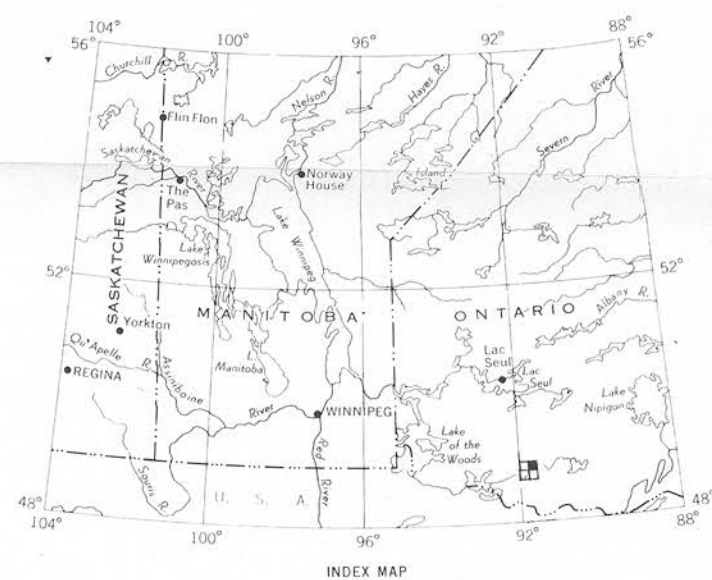 104°
100°
96°
92°
88°
56°
56°
Churchill R.
Nelson R.
Hayes R.
Severn River
Flin Flon
Saskatchewan River
The Pas
Norway House
Island
SASKATCHEWAN
Lake Winnipegosis
Lake Winnipeg
52°
52°
MANITOBA
ONTARIO
Albany R.
Yorkton
Qu'Apelle R.
L. Manitoba
Lac Seul
Lac Seul
REGINA
Assiniboine River
WINNIPEG
Lake Nipigon
Lake of the Woods
Souris R.
U. S. A.
Red River
48°
48°
104°
100°
96°
92°
88°
INDEX MAP